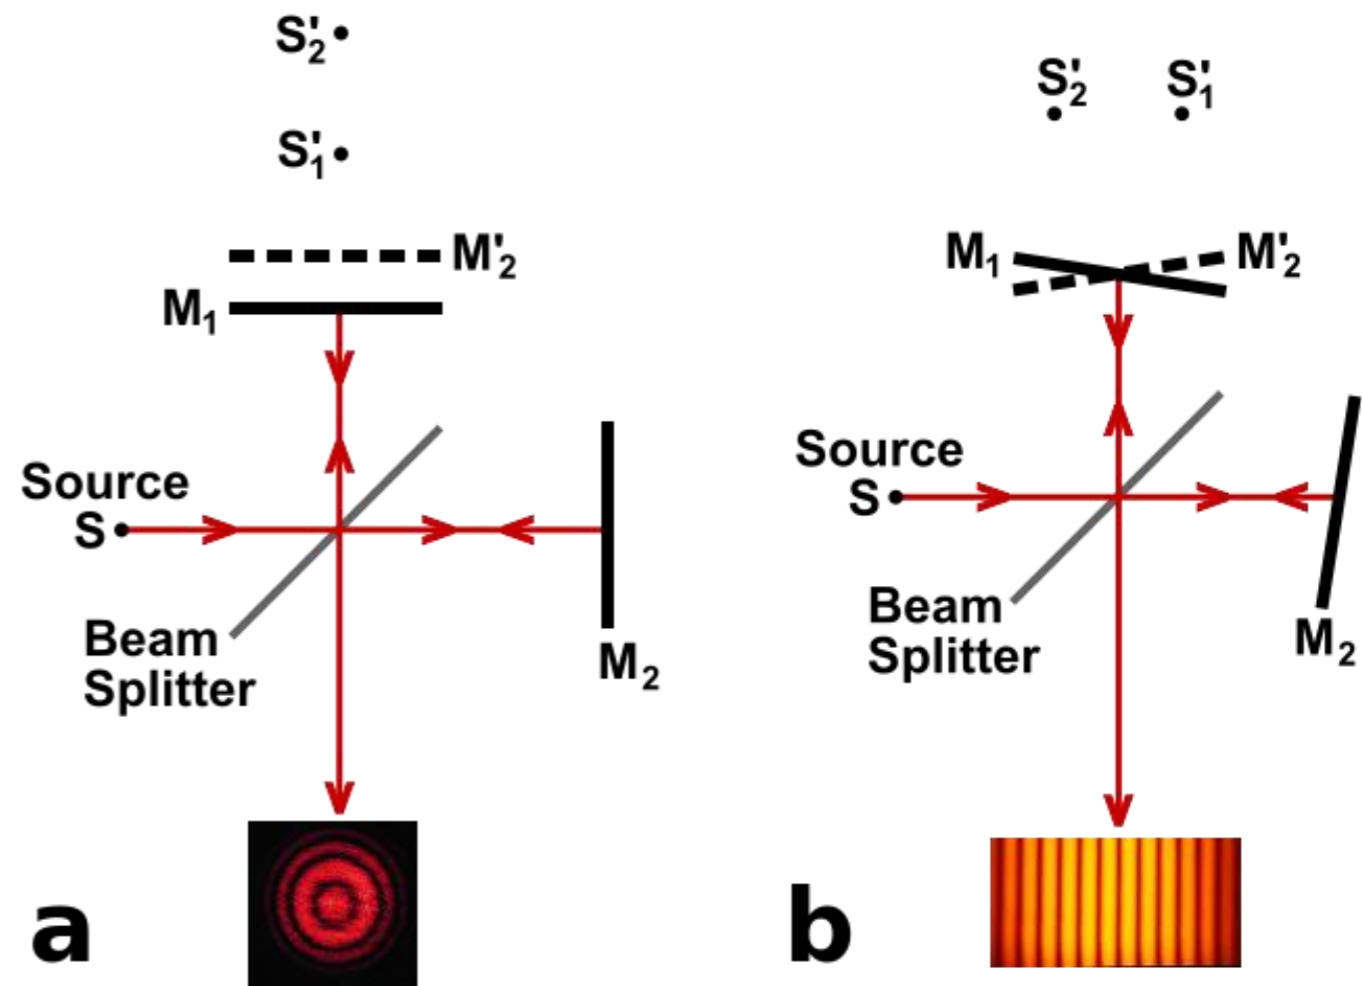 S'₂
S'₁
M'₂
M₁
Source
S
Beam
Splitter
M₂
a
S'₂ S'₁
M₁ M'₂
Source
S
Beam
Splitter
M₂
b